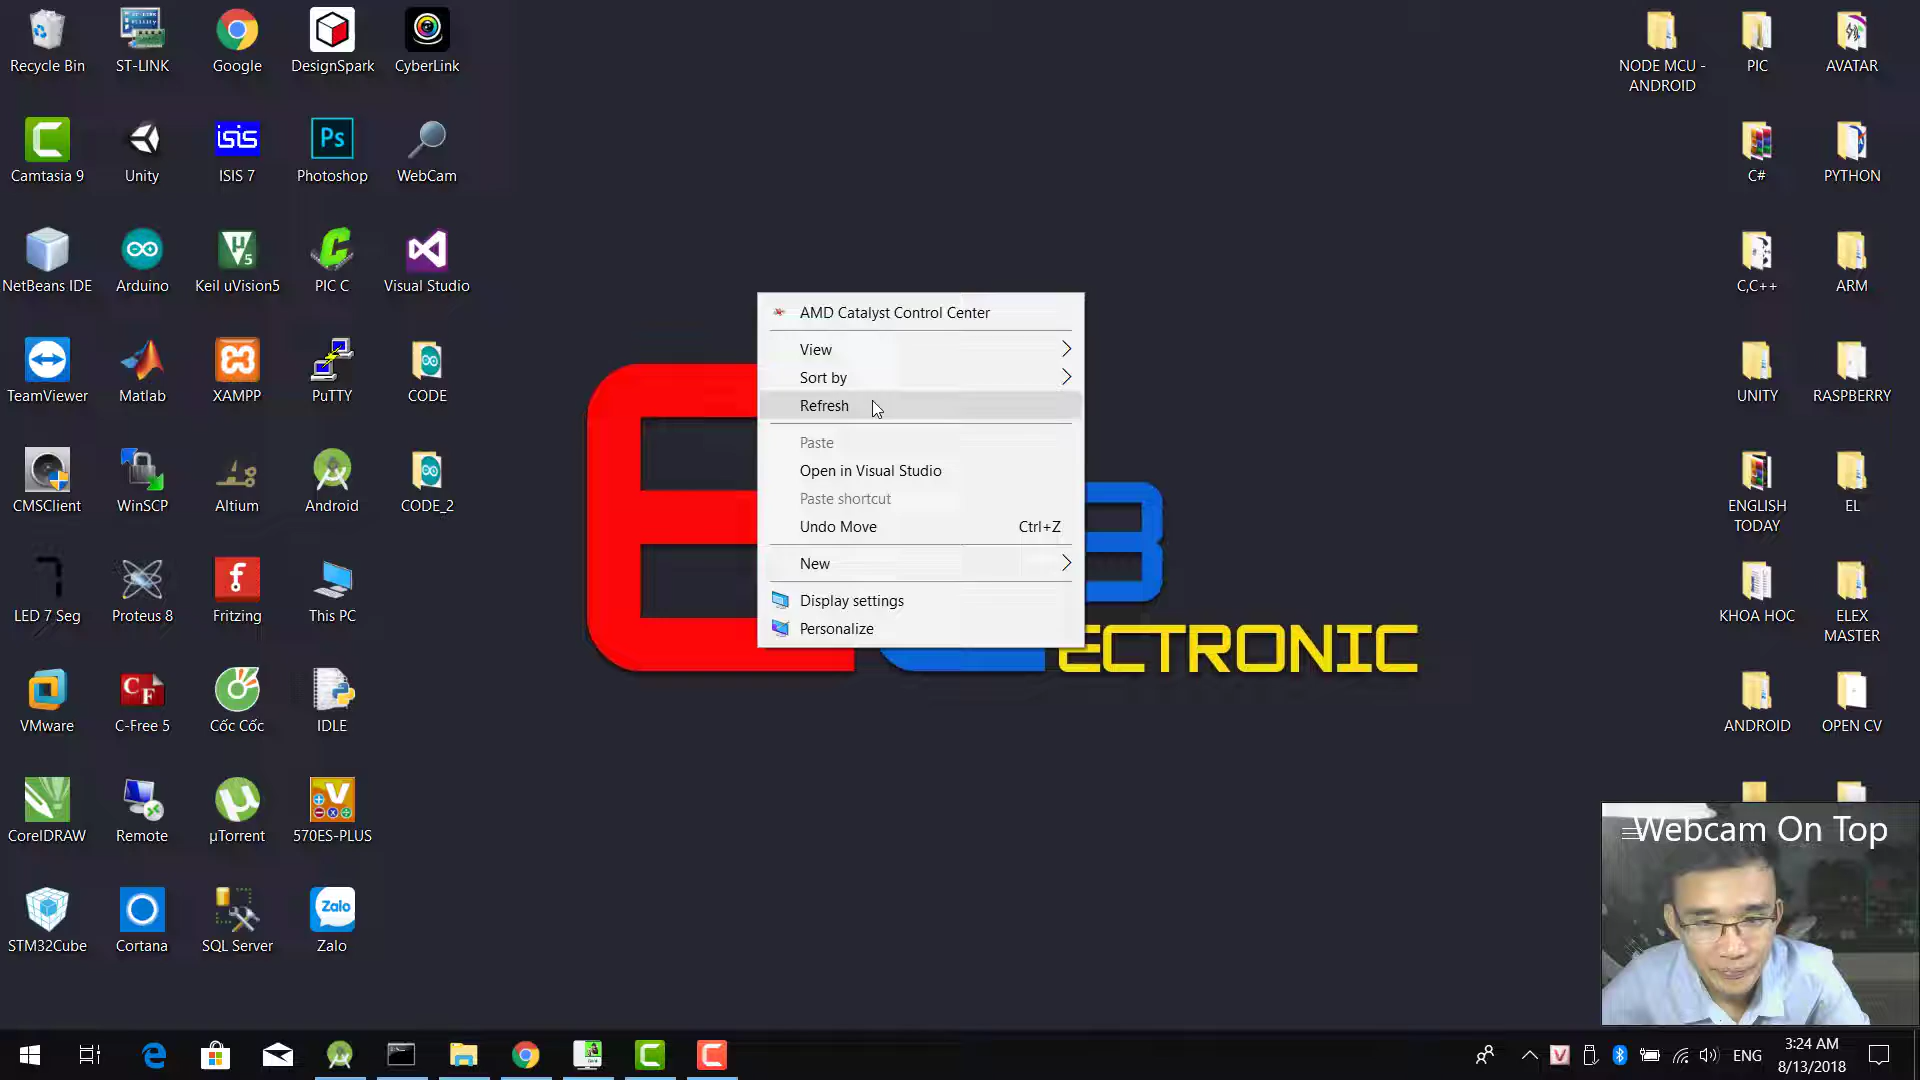 Recycle Bin
ST-LINK
Google
DesignSpark
CyberLink
NODE MCU -
ANDROID
PIC
AVATAR
Camtasia 9
Unity
isis
ISIS 7
Ps
Photoshop
WebCam
C#
PYTHON
NetBeans IDE
Arduino
Keil uVision5
PIC C
Visual Studio
C,C++
ARM
AMD Catalyst Control Center
View
Sort by
Refresh
Paste
Open in Visual Studio
Paste shortcut
Undo Move Ctrl+Z
New
Display settings
Personalize
TeamViewer
Matlab
XAMPP
PuTTY
CODE
UNITY
RASPBERRY
CMSClient
WinSCP
Altium
Android
CODE_2
ENGLISH
TODAY
EL
LED 7 Seg
Proteus 8
Fritzing
This PC
KHOA HOC
ELEX
MASTER
ECTRONIC
VMware
C-Free 5
Cốc Cốc
IDLE
ANDROID
OPEN CV
CorelDRAW
Remote
µTorrent
570ES-PLUS
Webcam On Top
STM32Cube
Cortana
SQL Server
Zalo
Zalo
ENG
3:24 AM
8/13/2018